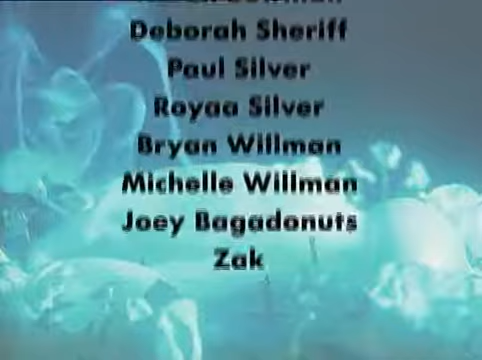 Deborah Sheriff
Paul Silver
Royaa Silver
Bryan Willman
Michelle Willman
Joey Bagadonuts
Zak